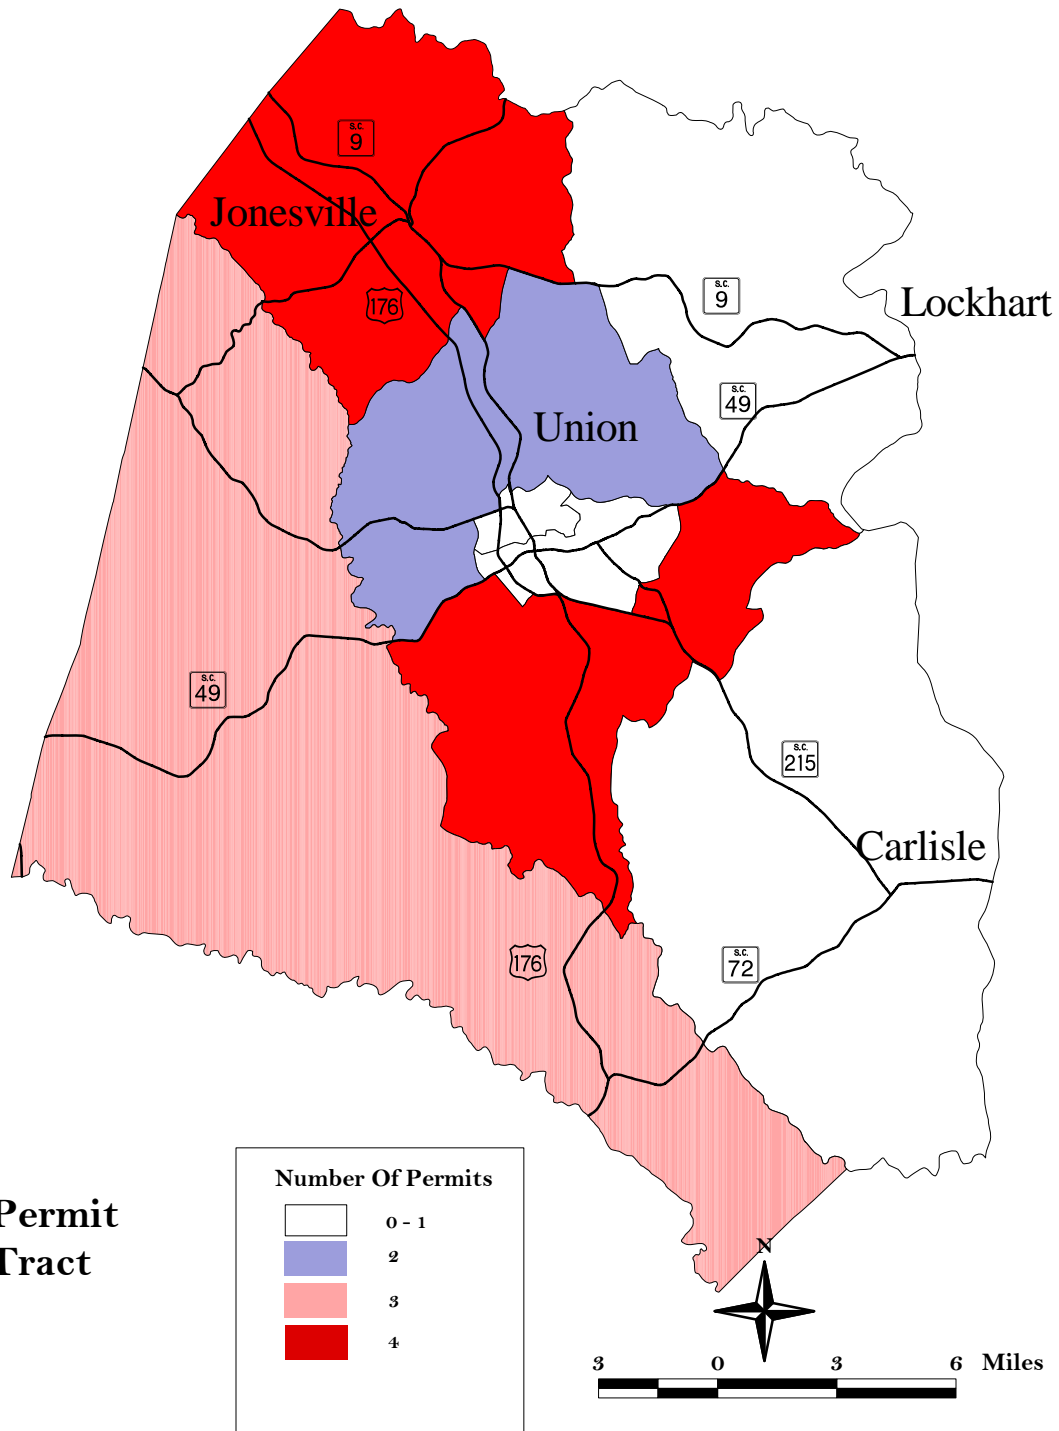 S.C.
9
Jonesville
176
S.C.
9
Lockhart
S.C.
49
Union
S.C.
49
S.C.
215
Carlisle
176
S.C.
72
Number Of Permits
0 - 1
2
3
4
Permit
Tract
N
3 0 3 6 Miles